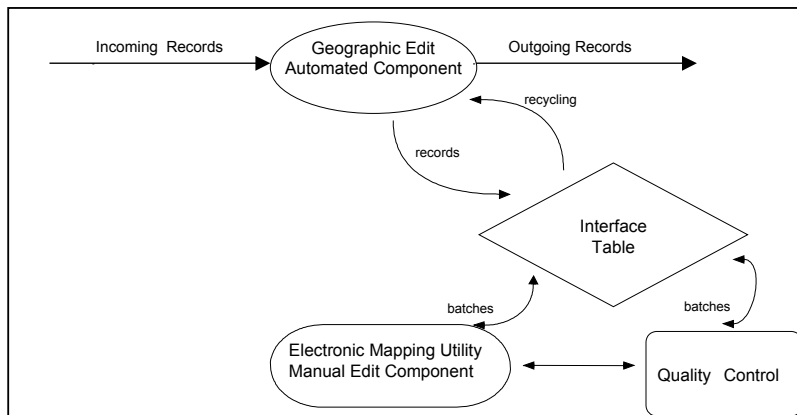 Incoming Records
Geographic Edit
Automated Component
Outgoing Records
recycling
records
Interface
Table
batches
batches
Electronic Mapping Utility
Manual Edit Component
Quality Control